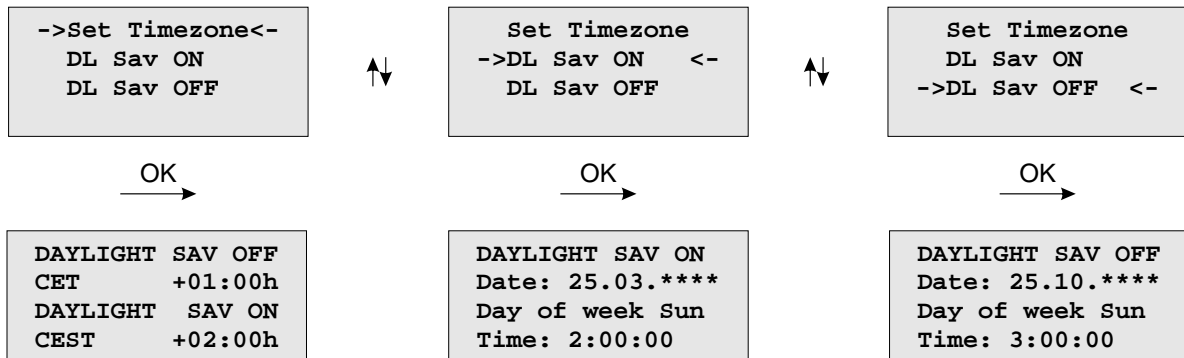 ->Set Timezone<-
DL Sav ON
DL Sav OFF
Set Timezone
->DL Sav ON <-
DL Sav OFF
Set Timezone
DL Sav ON
->DL Sav OFF <-
OK
OK
OK
DAYLIGHT SAV OFF
CET +01:00h
DAYLIGHT SAV ON
CEST +02:00h
DAYLIGHT SAV ON
Date: 25.03.****
Day of week Sun
Time: 2:00:00
DAYLIGHT SAV OFF
Date: 25.10.****
Day of week Sun
Time: 3:00:00